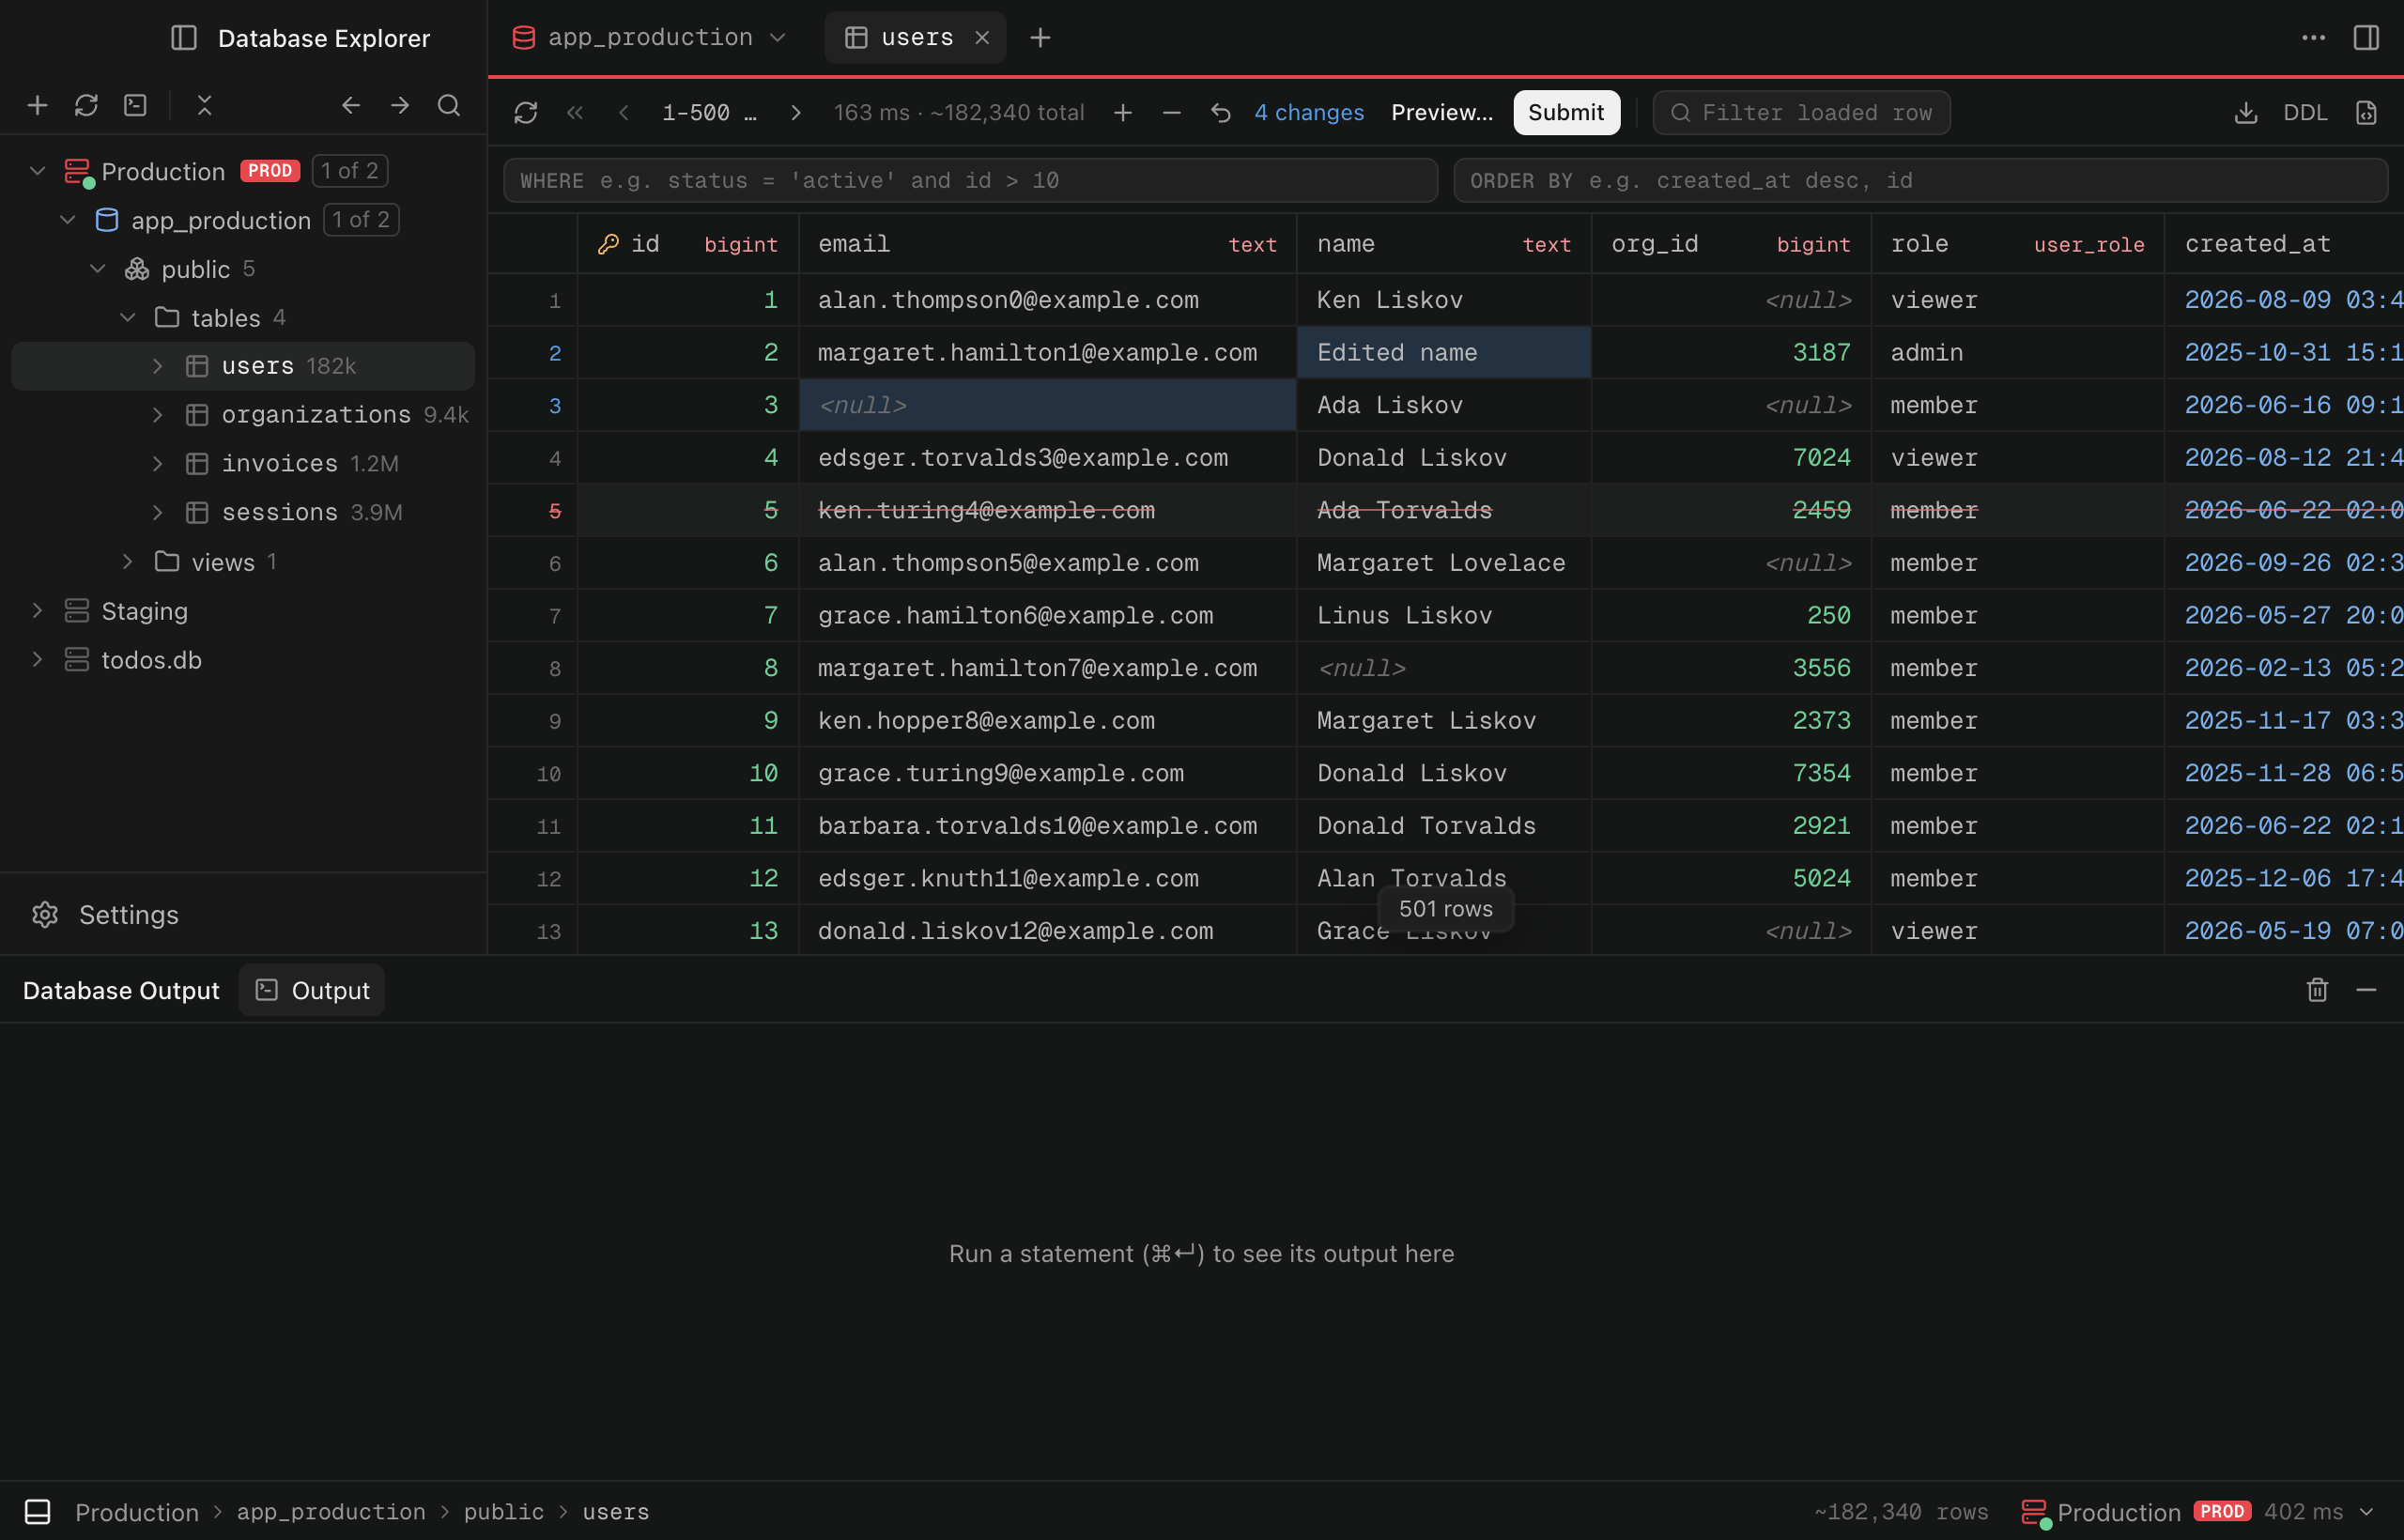 Database Explorer
app_production
users
1-500 …
163 ms · ~182,340 total
4 changes
Preview...
Submit
Filter loaded row
DDL
Production PROD 1 of 2
app_production 1 of 2
public 5
tables 4
users 182k
organizations 9.4k
invoices 1.2M
sessions 3.9M
views 1
Staging
todos.db
Settings
WHERE e.g. status = 'active' and id > 10
ORDER BY e.g. created_at desc, id
id bigint email text name text org_id bigint role user_role created_at
1 1 alan.thompson0@example.com Ken Liskov <null> viewer 2026-08-09 03:4
2 2 margaret.hamilton1@example.com Edited name 3187 admin 2025-10-31 15:1
3 3 <null> Ada Liskov <null> member 2026-06-16 09:1
4 4 edsger.torvalds3@example.com Donald Liskov 7024 viewer 2026-08-12 21:4
5 5 ken.turing4@example.com Ada Torvalds 2459 member 2026-06-22 02:0
6 6 alan.thompson5@example.com Margaret Lovelace <null> member 2026-09-26 02:3
7 7 grace.hamilton6@example.com Linus Liskov 250 member 2026-05-27 20:0
8 8 margaret.hamilton7@example.com <null> 3556 member 2026-02-13 05:2
9 9 ken.hopper8@example.com Margaret Liskov 2373 member 2025-11-17 03:3
10 10 grace.turing9@example.com Donald Liskov 7354 member 2025-11-28 06:5
11 11 barbara.torvalds10@example.com Donald Torvalds 2921 member 2026-06-22 02:1
12 12 edsger.knuth11@example.com Alan Torvalds 5024 member 2025-12-06 17:4
501 rows
13 13 donald.liskov12@example.com Grace Liskov <null> viewer 2026-05-19 07:0
Database Output
Output
Run a statement (⌘↵) to see its output here
Production > app_production > public > users
~182,340 rows
Production PROD 402 ms